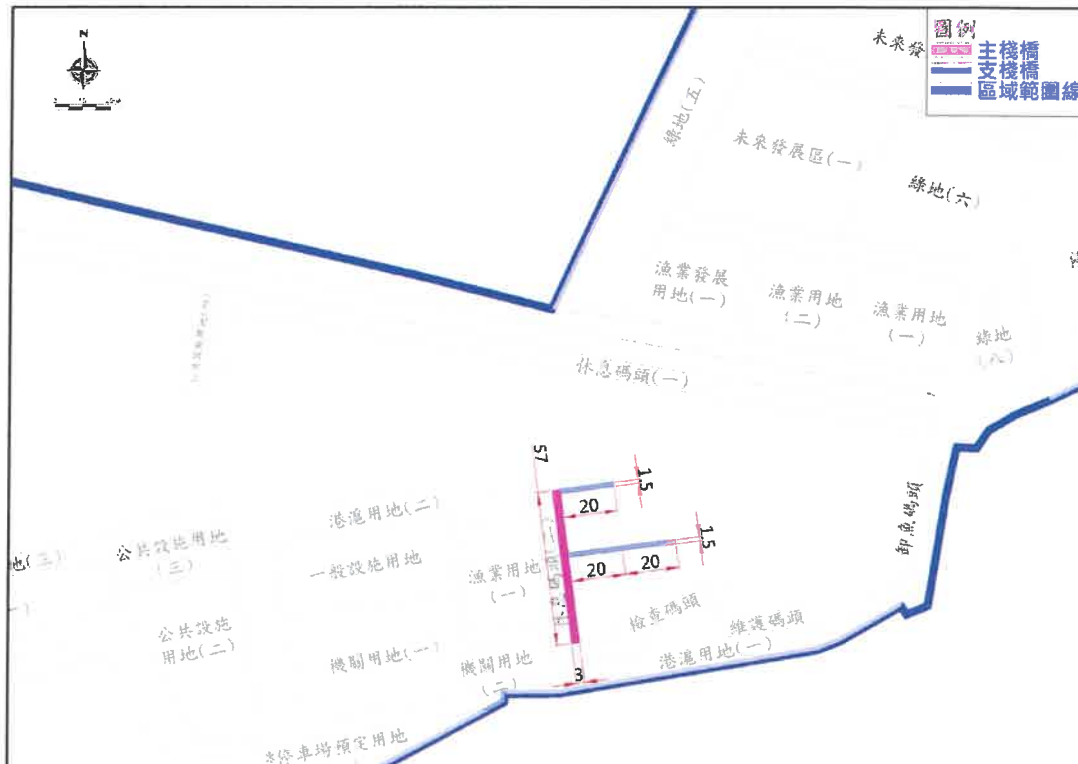 N
圖例
主棧橋
支棧橋
區域範圍線
未來發
綠地(五)
未來發展區(一)
綠地(六)
漁業發展
用地(一)
漁業用地
(二)
漁業用地
(一)
綠地
(八)
休息碼頭(一)
57
1.5
20
1.5
20
20
3
港滬用地(二)
卸魚碼頭
地(三)
公共設施用地
(三)
一般設施用地
漁業用地
(一)
檢查碼頭
維護碼頭
公共設施
用地(二)
機關用地(一)
機關用地
(二)
港滬用地(一)
停車場預定用地